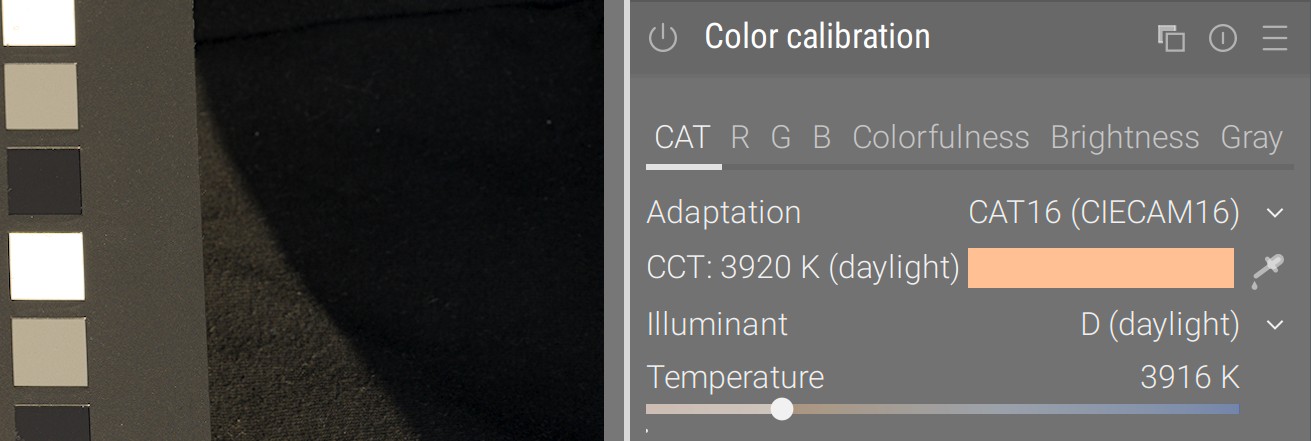 Color calibration
CAT R G B Colorfulness Brightness Gray
Adaptation CAT16 (CIECAM16)
CCT: 3920 K (daylight)
Illuminant D (daylight)
Temperature 3916 K